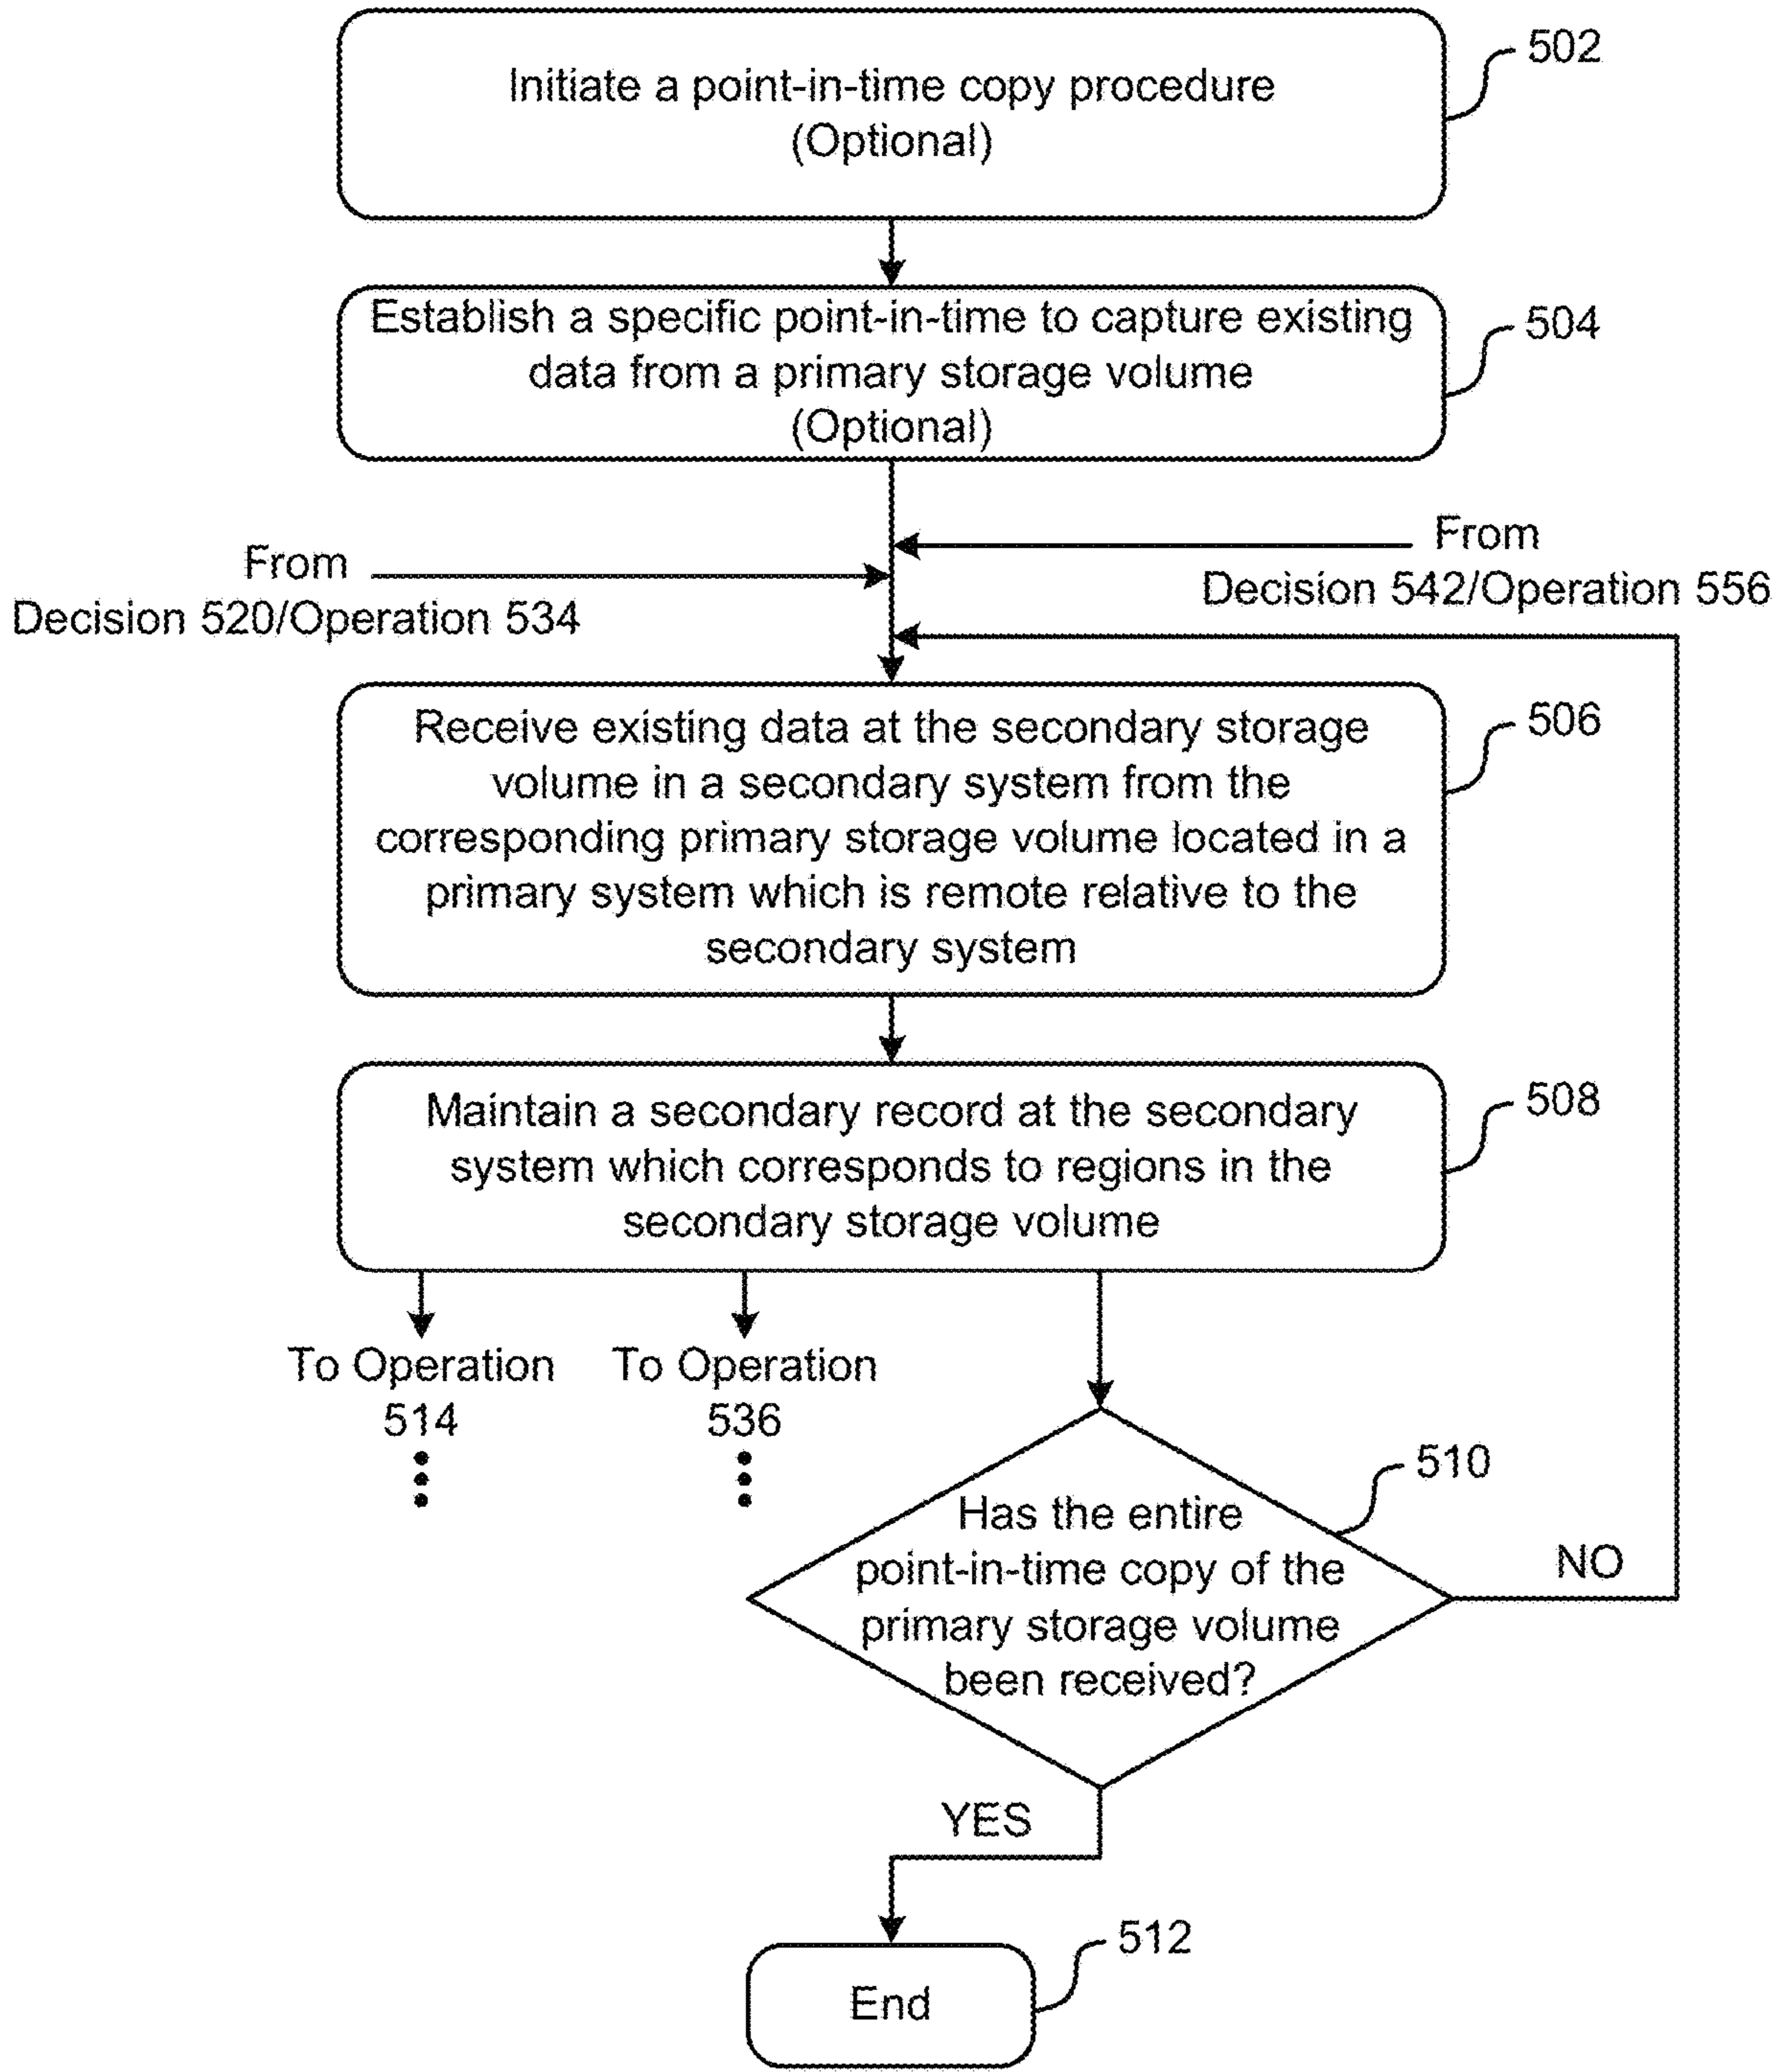 Initiate a point-in-time copy procedure
(Optional)
502
Establish a specific point-in-time to capture existing
data from a primary storage volume
(Optional)
504
From
Decision 542/Operation 556
From
Decision 520/Operation 534
Receive existing data at the secondary storage
volume in a secondary system from the
corresponding primary storage volume located in a
primary system which is remote relative to the
secondary system
506
Maintain a secondary record at the secondary
system which corresponds to regions in the
secondary storage volume
508
To Operation
514
To Operation
536
Has the entire
point-in-time copy of the
primary storage volume
been received?
510
NO
YES
End
512